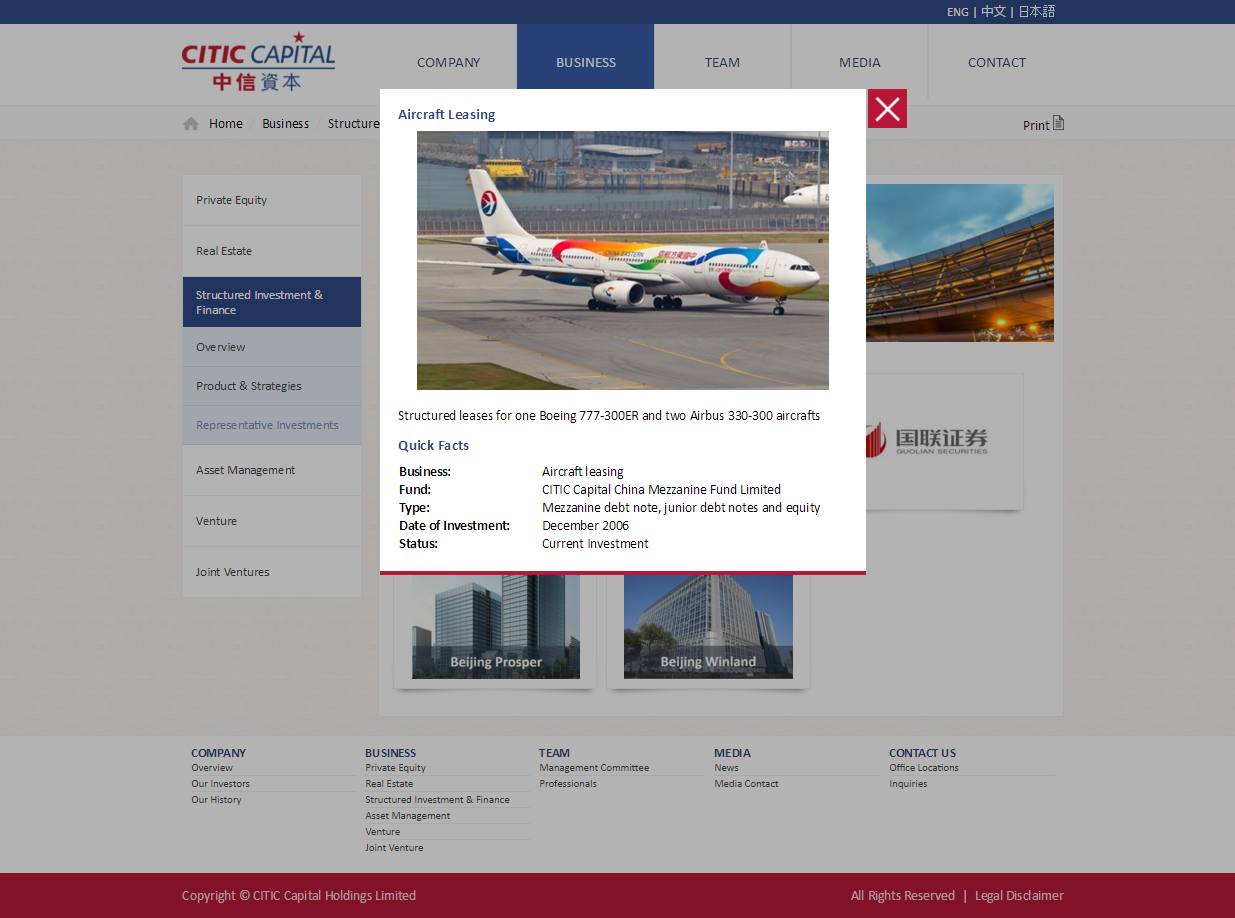 ENG | 中文 | 日本語
CITIC CAPITAL
中信資本
COMPANY
BUSINESS
TEAM
MEDIA
CONTACT
Home
Business
Structure
Print
Private Equity
Real Estate
Structured Investment &
Finance
Overview
Product & Strategies
Representative Investments
Asset Management
Venture
Joint Ventures
Aircraft Leasing
CHINA EASTERN
Structured leases for one Boeing 777-300ER and two Airbus 330-300 aircrafts
Quick Facts
Business: Aircraft leasing
Fund: CITIC Capital China Mezzanine Fund Limited
Type: Mezzanine debt note, junior debt notes and equity
Date of Investment: December 2006
Status: Current Investment
国联证券
GUOLIAN SECURITIES
Beijing Prosper
Beijing Winland
COMPANY
Overview
Our Investors
Our History
BUSINESS
Private Equity
Real Estate
Structured Investment & Finance
Asset Management
Venture
Joint Venture
TEAM
Management Committee
Professionals
MEDIA
News
Media Contact
CONTACT US
Office Locations
Inquiries
Copyright © CITIC Capital Holdings Limited
All Rights Reserved | Legal Disclaimer